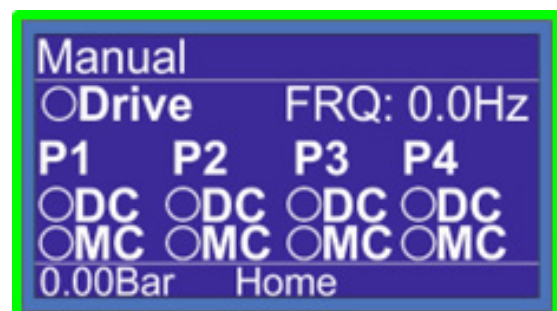 Manual
Drive FRQ: 0.0Hz
P1 P2 P3 P4
DC DC DC DC
MC MC MC MC
0.00Bar Home